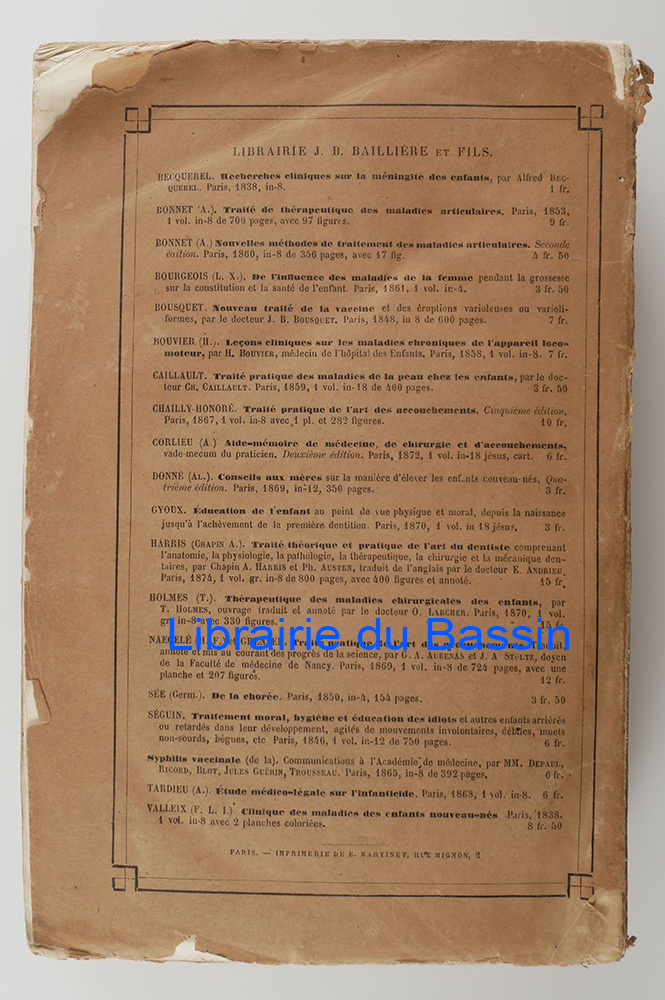 LIBRAIRIE J. B. BAILLIÈRE ET FILS.
BECQUEREL. Recherches cliniques sur la méningite des enfants, par Alfred BEC-
QUEREL. Paris, 1838, in-8. 1 fr.
BONNET (A.). Traité de thérapeutique des maladies articulaires. Paris, 1853,
1 vol. in-8 de 700 pages, avec 97 figures. 9 fr.
BONNET (A.) Nouvelles méthodes de traitement des maladies articulaires. Seconde
édition. Paris, 1860, in-8 de 356 pages, avec 17 fig. 4 fr. 50
BOURGEOIS (L. X.). De l'influence des maladies de la femme pendant la grossesse
sur la constitution et la santé de l'enfant. Paris, 1861, 1 vol. in-4. 3 fr. 50
BOUSQUET. Nouveau traité de la vaccine et des éruptions varioleuses ou varioli-
formes, par le docteur J. B. BOUSQUET. Paris, 1848, in 8 de 600 pages. 7 fr.
BOUVIER (H.). Leçons cliniques sur les maladies chroniques de l'appareil loco-
moteur, par H. BOUVIER, médecin de l'hôpital des Enfants. Paris, 1858, 1 vol. in-8. 7 fr.
CAILLAULT. Traité pratique des maladies de la peau chez les enfants, par le doc-
teur CH. CAILLAULT. Paris, 1859, 1 vol. in-18 de 400 pages. 3 fr. 50
CHAILLY-HONORÉ. Traité pratique de l'art des accouchements. Cinquième édition.
Paris, 1867, 1 vol. in-8 avec 1 pl. et 282 figures. 10 fr.
CORLIEU (A.) Aide-mémoire de médecine, de chirurgie et d'accouchements,
vade-mecum du praticien. Deuxième édition. Paris, 1872, 1 vol. in-18 jésus, cart. 6 fr.
DONNÉ (AL.). Conseils aux mères sur la manière d'élever les enfants nouveau-nés. Qua-
trième édition. Paris, 1869, in-12, 350 pages. 3 fr.
GYOUX. Éducation de l'enfant au point de vue physique et moral, depuis la naissance
jusqu'à l'achèvement de la première dentition. Paris, 1870, 1 vol. in 18 jésus. 3 fr.
HARRIS (CHAPIN A.). Traité théorique et pratique de l'art du dentiste comprenant
l'anatomie, la physiologie, la pathologie, la thérapeutique, la chirurgie et la mécanique den-
taires, par Chapin A. HARRIS et PH. AUSTEN, traduit de l'anglais par le docteur E. ANDRIEU.
Paris, 1874, 1 vol. gr. in-8 de 800 pages, avec 400 figures et annoté. 15 fr.
HOLMES (T.). Thérapeutique des maladies chirurgicales des enfants, par
T. HOLMES, ouvrage traduit et annoté par le docteur O. LARCHER. Paris, 1870, 1 vol.
gr. in-8 avec 330 figures. 15 fr.
Librairie du Bassin
NAEGELÉ et Traité pratique de l'art des accouchements. Traduit,
annoté et mis au courant des progrès de la science, par G. A. AUBENAS et J. A. STOLTZ, doyen
de la Faculté de médecine de Nancy. Paris, 1869, 1 vol. in-8 de 724 pages, avec une
planche et 207 figures. 12 fr.
SÉE (Germ.). De la chorée. Paris, 1850, in-4, 154 pages. 3 fr. 50
SÉGUIN. Traitement moral, hygiène et éducation des idiots et autres enfants arriérés
ou retardés dans leur développement, agités de mouvements involontaires, débiles, muets
non-sourds, bègues, etc Paris, 1846, 1 vol. in-12 de 750 pages. 6 fr.
Syphilis vaccinale (de la). Communications à l'Académie de médecine, par MM. DEPAUL,
RICORD, BLOT, JULES GUÉRIN, TROUSSEAU. Paris, 1865, in-8 de 392 pages. 6 fr.
TARDIEU (A.). Étude médico-légale sur l'infanticide. Paris, 1868, 1 vol. in-8. 6 fr.
VALLEIX (F. L. I.) Clinique des maladies des enfants nouveau-nés Paris, 1838.
1 vol. in-8 avec 2 planches coloriées. 8 fr. 50
PARIS. — IMPRIMERIE DE E. MARTINET, RUE MIGNON, 2